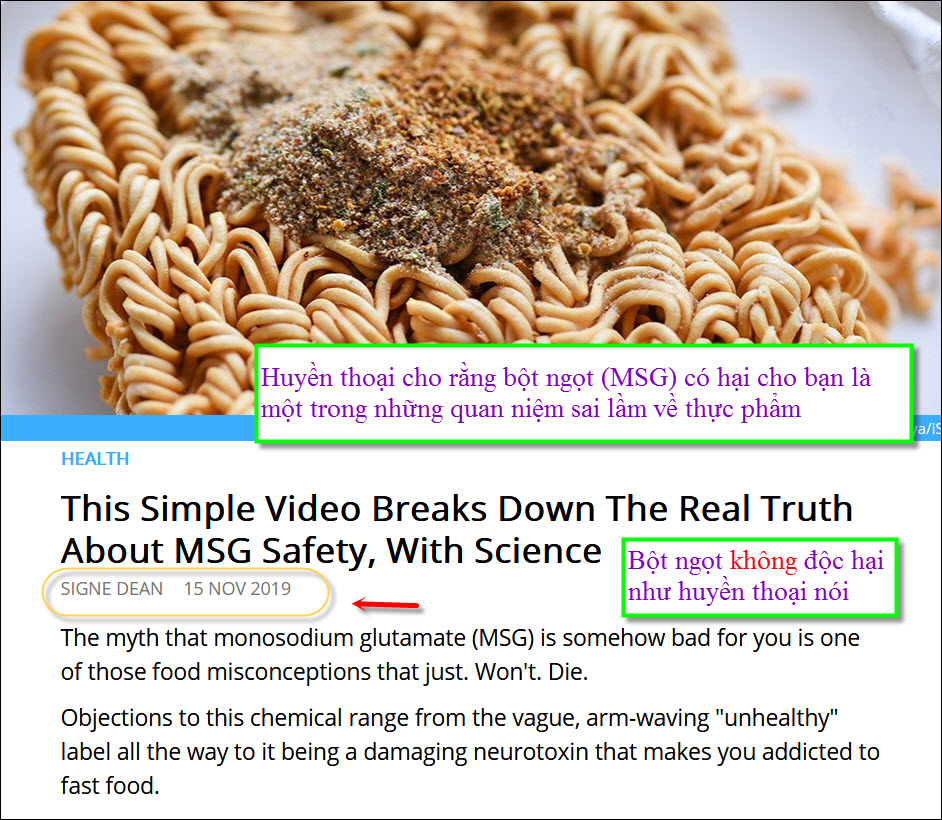 Huyền thoại cho rằng bột ngọt (MSG) có hại cho bạn là
một trong những quan niệm sai lầm về thực phẩm
HEALTH
This Simple Video Breaks Down The Real Truth
About MSG Safety, With Science
Bột ngọt không độc hại
như huyền thoại nói
SIGNE DEAN 15 NOV 2019
The myth that monosodium glutamate (MSG) is somehow bad for you is one
of those food misconceptions that just. Won't. Die.
Objections to this chemical range from the vague, arm-waving "unhealthy"
label all the way to it being a damaging neurotoxin that makes you addicted to
fast food.